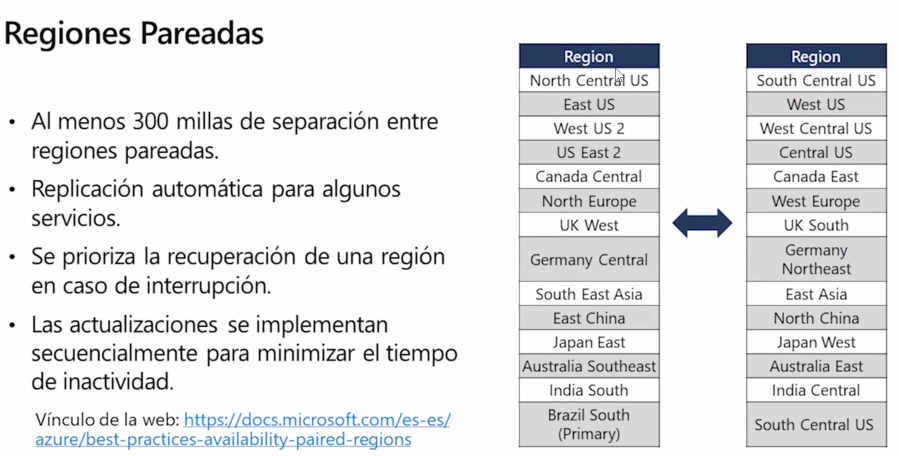 Regiones Pareadas
• Al menos 300 millas de separación entre
regiones pareadas.
• Replicación automática para algunos
servicios.
• Se prioriza la recuperación de una región
en caso de interrupción.
• Las actualizaciones se implementan
secuencialmente para minimizar el tiempo
de inactividad.
Vínculo de la web: https://docs.microsoft.com/es-es/
azure/best-practices-availability-paired-regions
Region
North Central US
East US
West US 2
US East 2
Canada Central
North Europe
UK West
Germany Central
South East Asia
East China
Japan East
Australia Southeast
India South
Brazil South
(Primary)
Region
South Central US
West US
West Central US
Central US
Canada East
West Europe
UK South
Germany
Northeast
East Asia
North China
Japan West
Australia East
India Central
South Central US